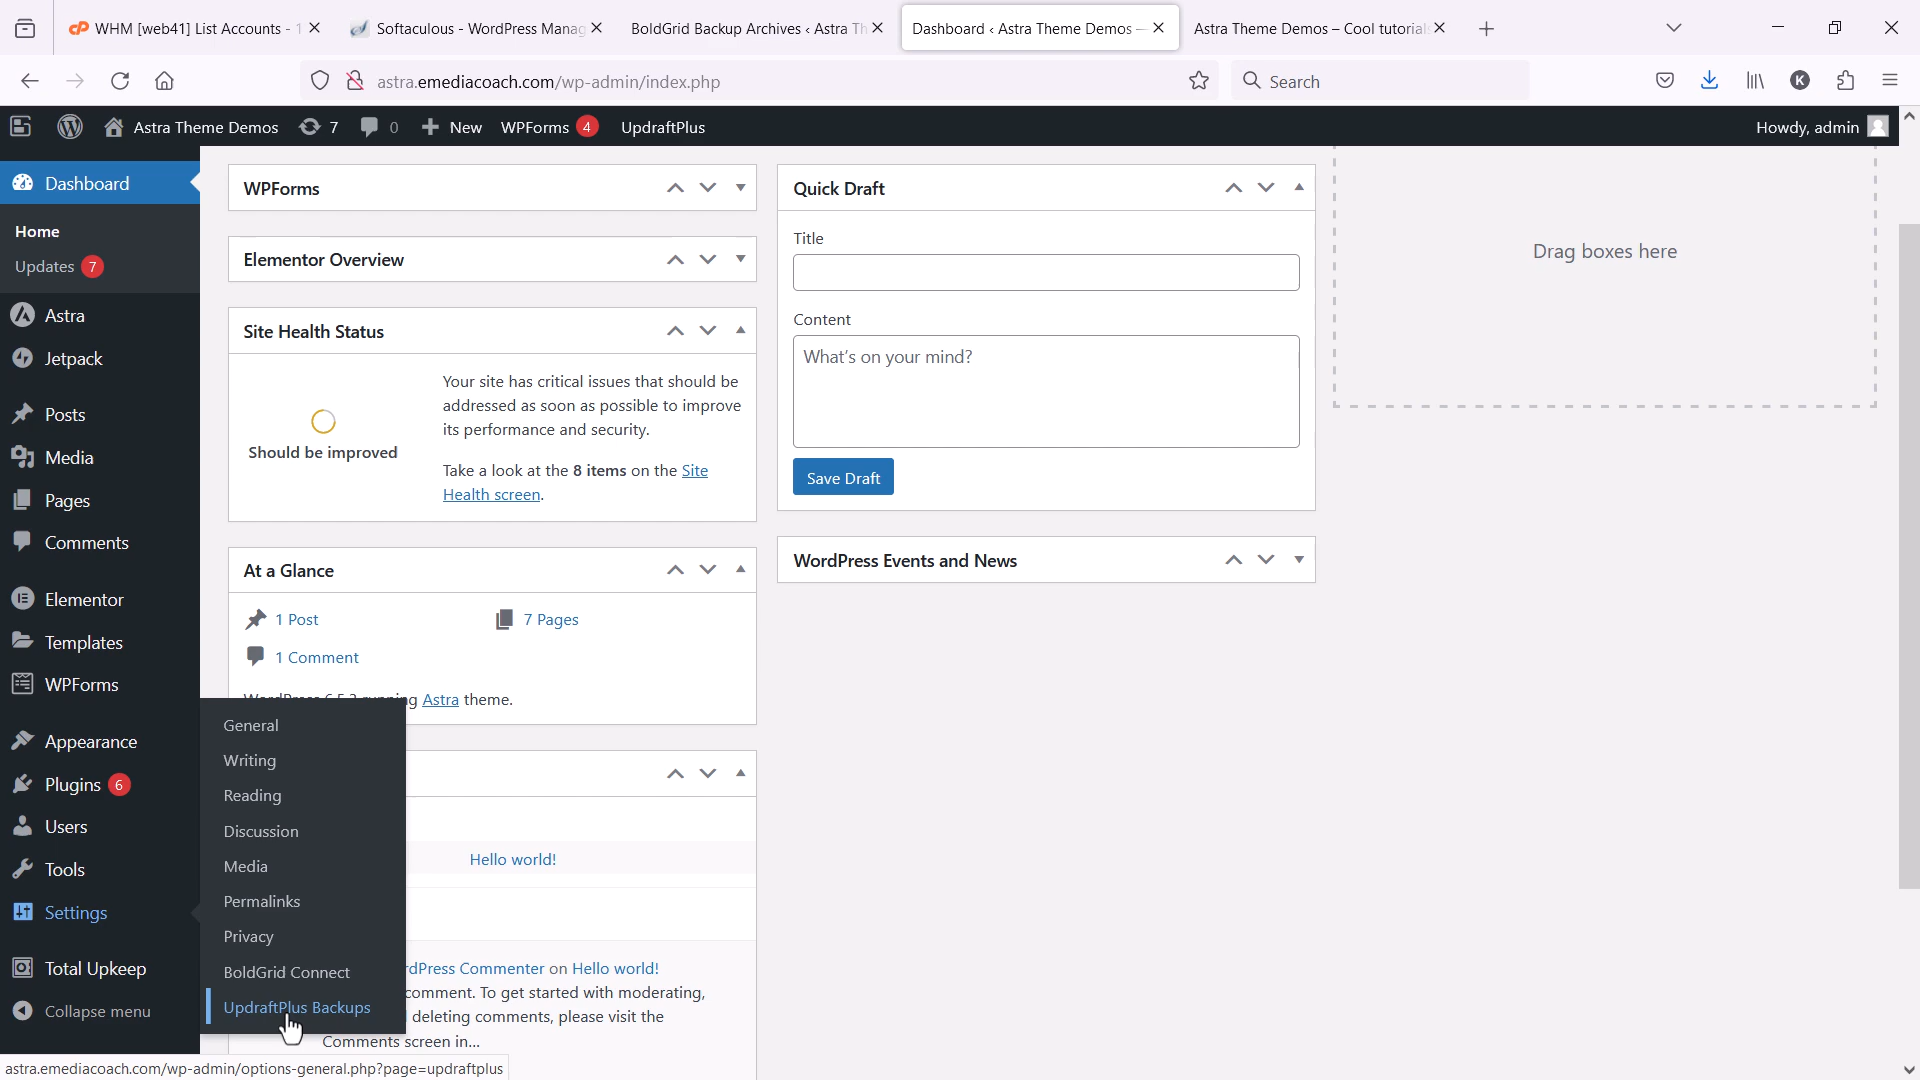 WHM [web41] List Accounts - 1
Softaculous - WordPress Manag
BoldGrid Backup Archives ‹ Astra Th
Dashboard ‹ Astra Theme Demos —
Astra Theme Demos – Cool tutorials
astra.emediacoach.com/wp-admin/index.php
Search
K
Astra Theme Demos
7
0
New
WPForms 4
UpdraftPlus
Howdy, admin
Dashboard
Home
Updates 7
Astra
Jetpack
Posts
Media
Pages
Comments
Elementor
Templates
WPForms
Appearance
Plugins 6
Users
Tools
Settings
Total Upkeep
Collapse menu
General
Writing
Reading
Discussion
Media
Permalinks
Privacy
BoldGrid Connect
UpdraftPlus Backups
WPForms
Elementor Overview
Site Health Status
Should be improved
Your site has critical issues that should be
addressed as soon as possible to improve
its performance and security.
Take a look at the 8 items on the Site
Health screen.
At a Glance
1 Post
7 Pages
1 Comment
running Astra theme.
Hello world!
dPress Commenter on Hello world!
comment. To get started with moderating,
deleting comments, please visit the
Comments screen in...
Quick Draft
Title
Content
What's on your mind?
Save Draft
WordPress Events and News
Drag boxes here
astra.emediacoach.com/wp-admin/options-general.php?page=updraftplus